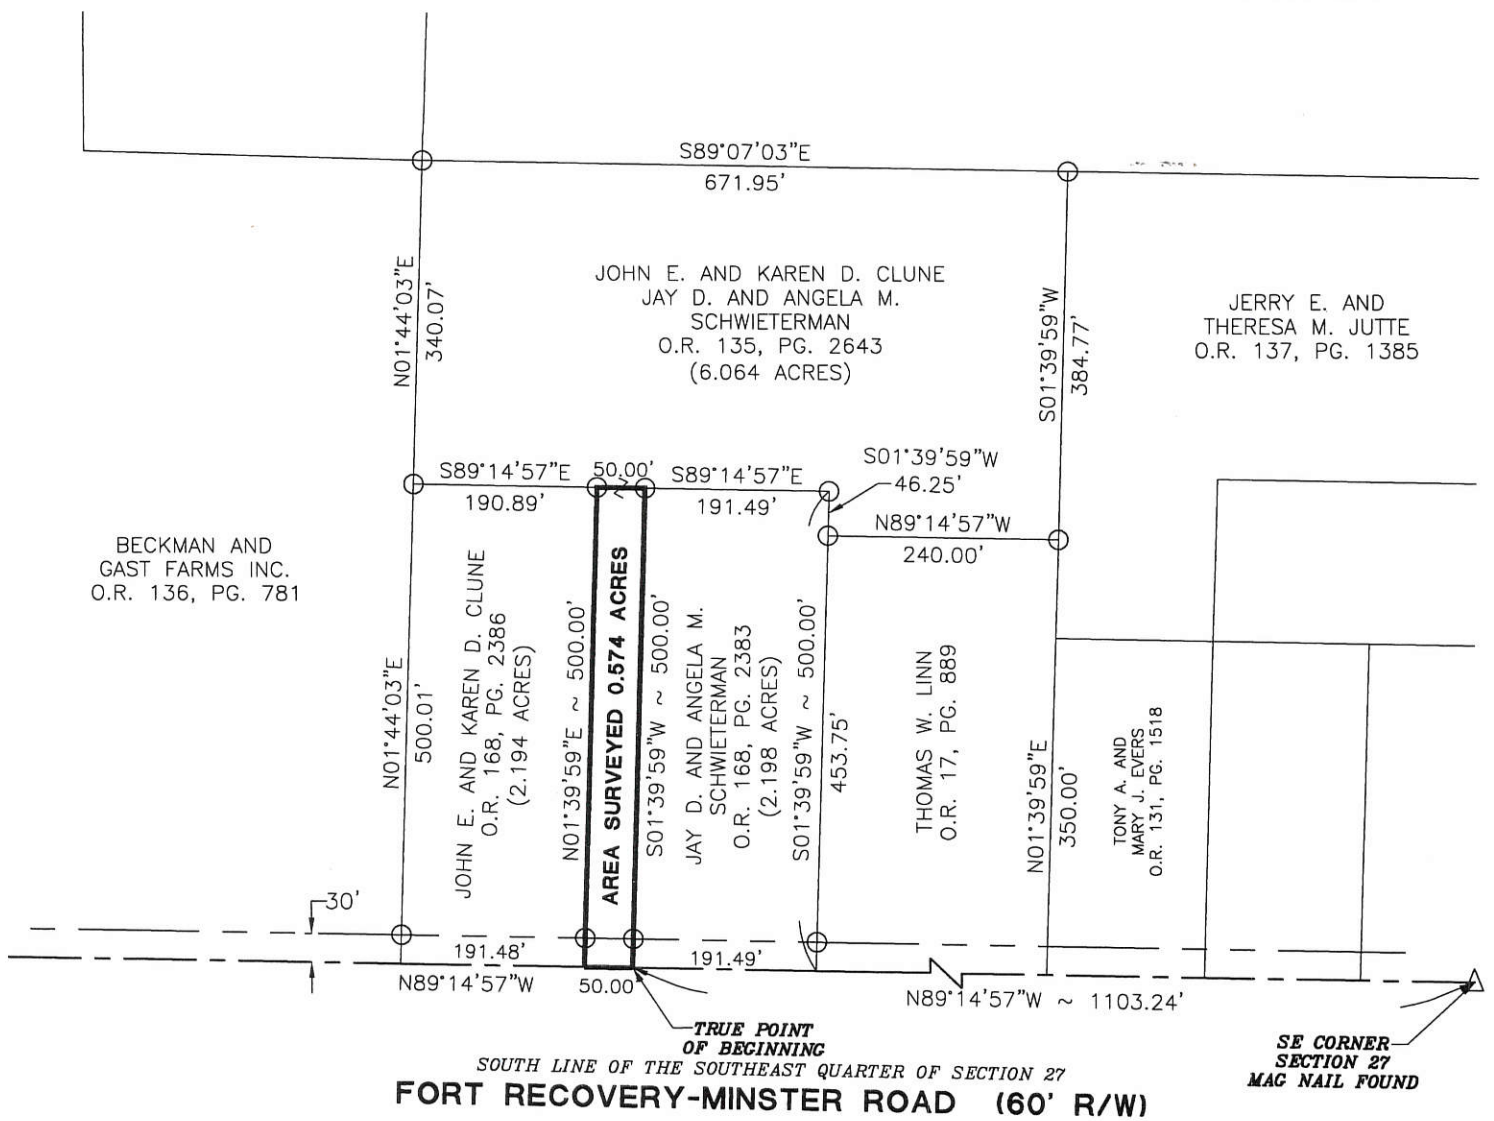 S89°07'03"E
671.95'
N01°44'03"E
340.07'
JOHN E. AND KAREN D. CLUNE
JAY D. AND ANGELA M.
SCHWIETERMAN
O.R. 135, PG. 2643
(6.064 ACRES)
S01°39'59"W
384.77'
JERRY E. AND
THERESA M. JUTTE
O.R. 137, PG. 1385
S89°14'57"E
190.89'
50.00'
S89°14'57"E
191.49'
S01°39'59"W
46.25'
N89°14'57"W
240.00'
BECKMAN AND
GAST FARMS INC.
O.R. 136, PG. 781
N01°44'03"E
500.01'
JOHN E. AND KAREN D. CLUNE
O.R. 168, PG. 2386
(2.194 ACRES)
N01°39'59"E ~ 500.00'
AREA SURVEYED 0.574 ACRES
S01°39'59"W ~ 500.00'
JAY D. AND ANGELA M.
SCHWIETERMAN
O.R. 168, PG. 2383
(2.198 ACRES)
S01°39'59"W ~ 500.00'
453.75'
THOMAS W. LINN
O.R. 17, PG. 889
N01°39'59"E
350.00'
TONY A. AND
MARY J. EVERS
O.R. 131, PG. 1518
30'
191.48'
191.49'
N89°14'57"W
50.00'
N89°14'57"W ~ 1103.24'
TRUE POINT
OF BEGINNING
SE CORNER
SECTION 27
MAG NAIL FOUND
SOUTH LINE OF THE SOUTHEAST QUARTER OF SECTION 27
FORT RECOVERY-MINSTER ROAD (60' R/W)